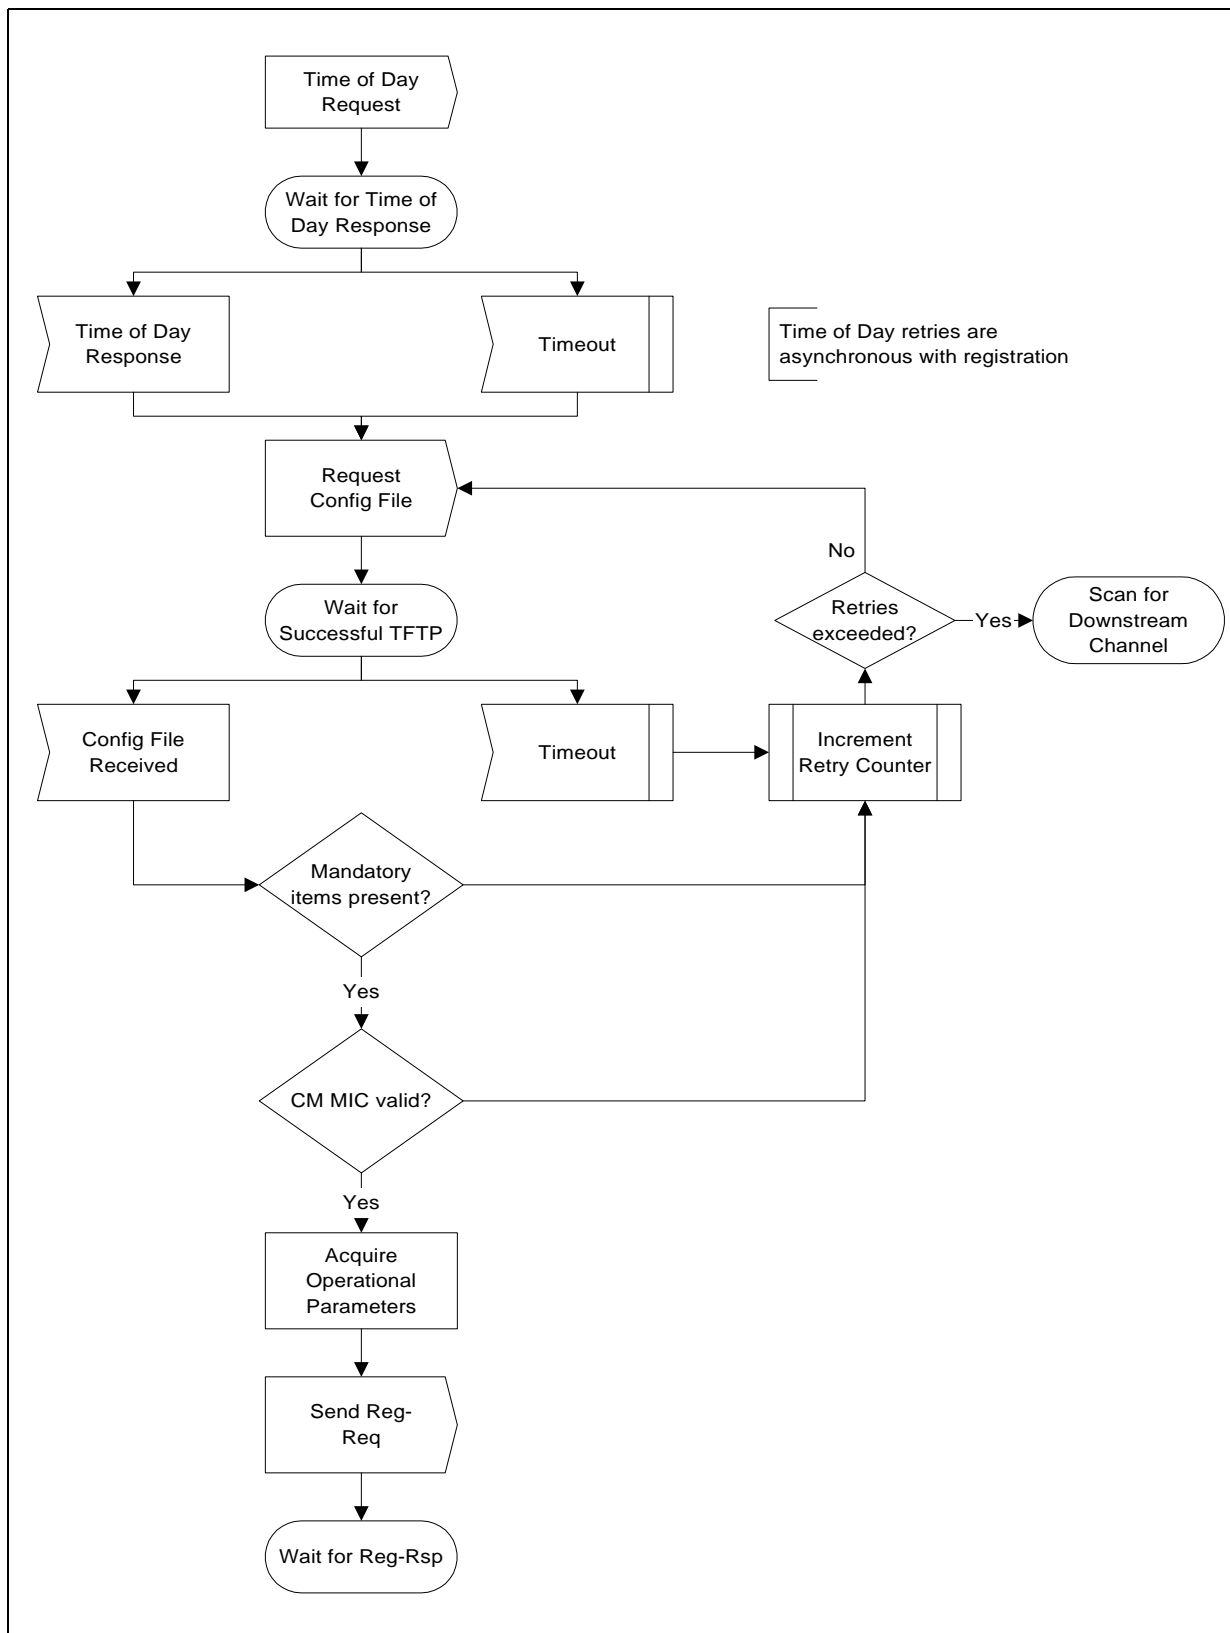 Time of Day
Request
Wait for Time of
Day Response
Time of Day
Response
Timeout
Time of Day retries are
asynchronous with registration
Request
Config File
No
Wait for
Successful TFTP
Retries
exceeded?
Yes
Scan for
Downstream
Channel
Config File
Received
Timeout
Increment
Retry Counter
Mandatory
items present?
Yes
CM MIC valid?
Yes
Acquire
Operational
Parameters
Send Reg-
Req
Wait for Reg-Rsp